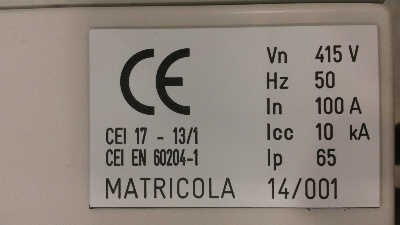 CE Vn 415 V
Hz 50
In 100 A
CEI 17 - 13/1 Icc 10 kA
CEI EN 60204-1 Ip 65
MATRICOLA 14/001